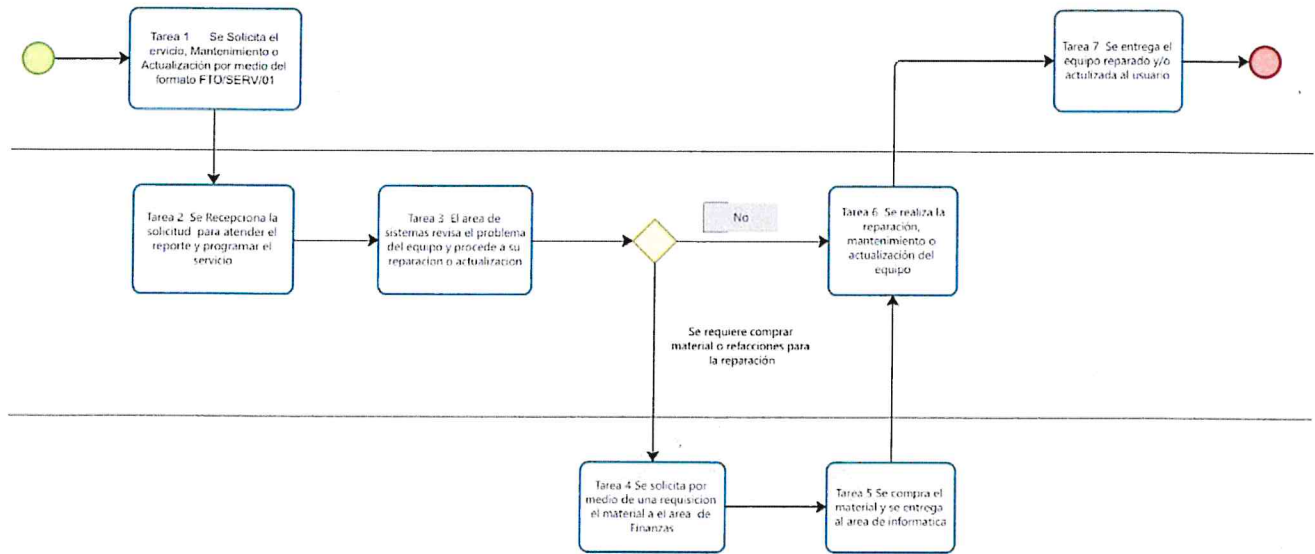 Tarea 1 Se Solicita el
ervicio, Mantenimiento o
Actualización por medio del
formato FTO/SERV/01
Tarea 7 Se entrega el
equipo reparado y/o
actulizada al usuario
Tarea 2 Se Recepciona la
solicitud para atender el
reporte y programar el
servicio
Tarea 3 El area de
sistemas revisa el problema
del equipo y procede a su
reparacion o actualizacion
No
Tarea 6 Se realiza la
reparación,
mantenimiento o
actualización del
equipo
Se requiere comprar
material o refacciones para
la reparación
Tarea 4 Se solicita por
medio de una requisicion
el material a el area de
Finanzas
Tarea 5 Se compra el
material y se entrega
al area de informatica